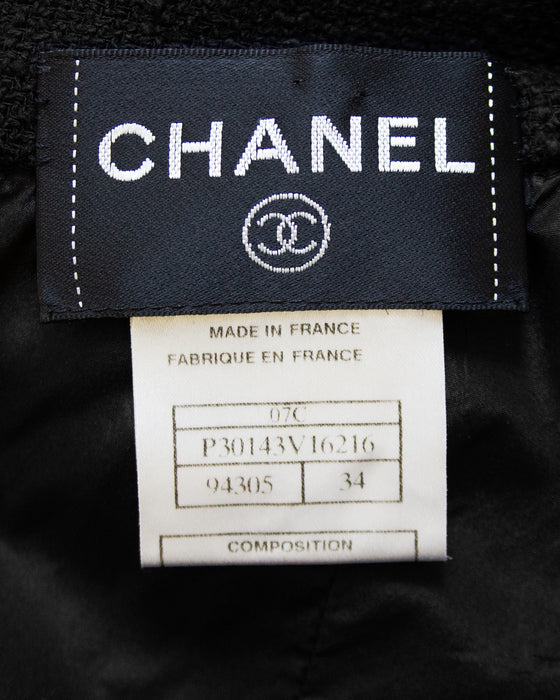 CHANEL
MADE IN FRANCE
FABRIQUE EN FRANCE
07C
P30143V16216
94305 34
COMPOSITION